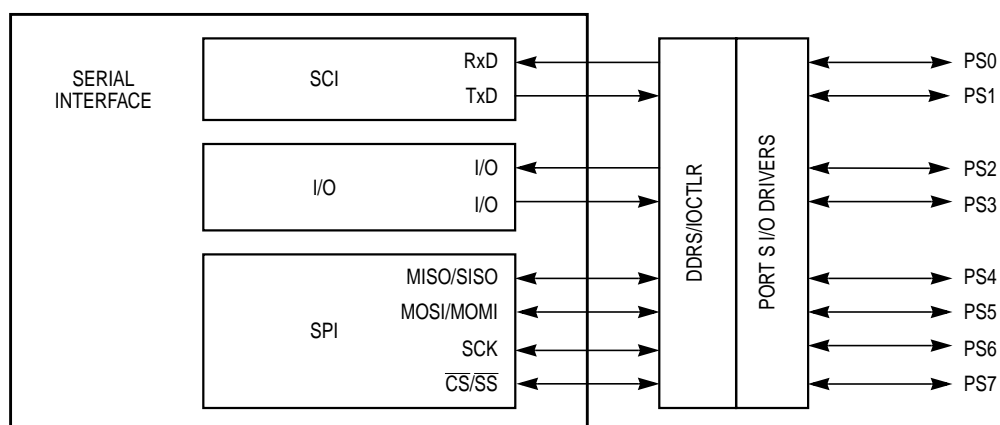 SERIAL
INTERFACE
SCI
RxD
TxD
I/O
I/O
I/O
SPI
MISO/SISO
MOSI/MOMI
SCK
CS/SS
DDRS/IOCTLR
PORT S I/O DRIVERS
PS0
PS1
PS2
PS3
PS4
PS5
PS6
PS7